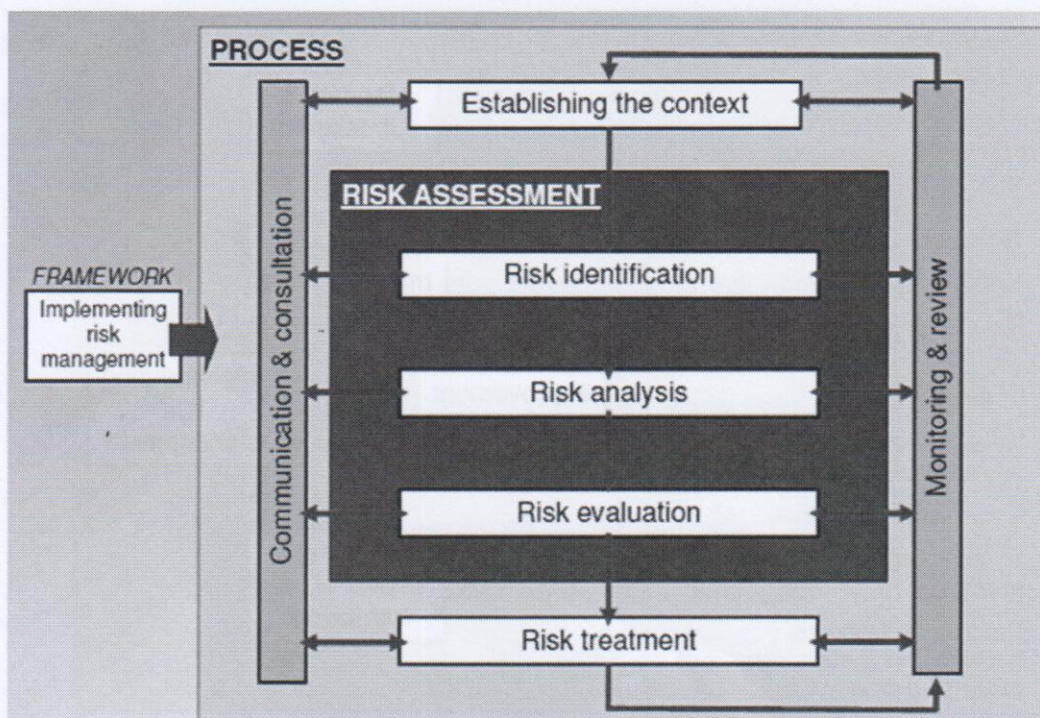 PROCESS
Establishing the context
RISK ASSESSMENT
Risk identification
Risk analysis
Risk evaluation
Risk treatment
Communication & consultation
Monitoring & review
FRAMEWORK
Implementing
risk
management